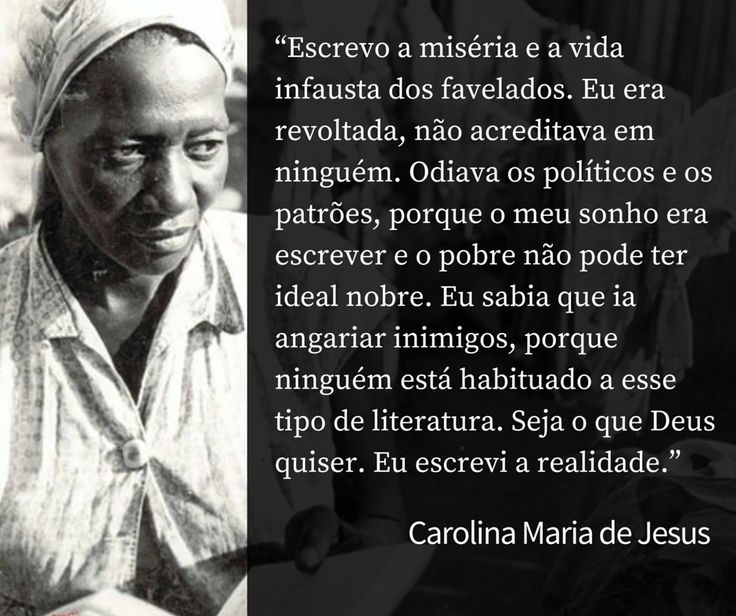 “Escrevo a miséria e a vida
infausta dos favelados. Eu era
revoltada, não acreditava em
ninguém. Odiava os políticos e os
patrões, porque o meu sonho era
escrever e o pobre não pode ter
ideal nobre. Eu sabia que ia
angariar inimigos, porque
ninguém está habituado a esse
tipo de literatura. Seja o que Deus
quiser. Eu escrevi a realidade.”
Carolina Maria de Jesus